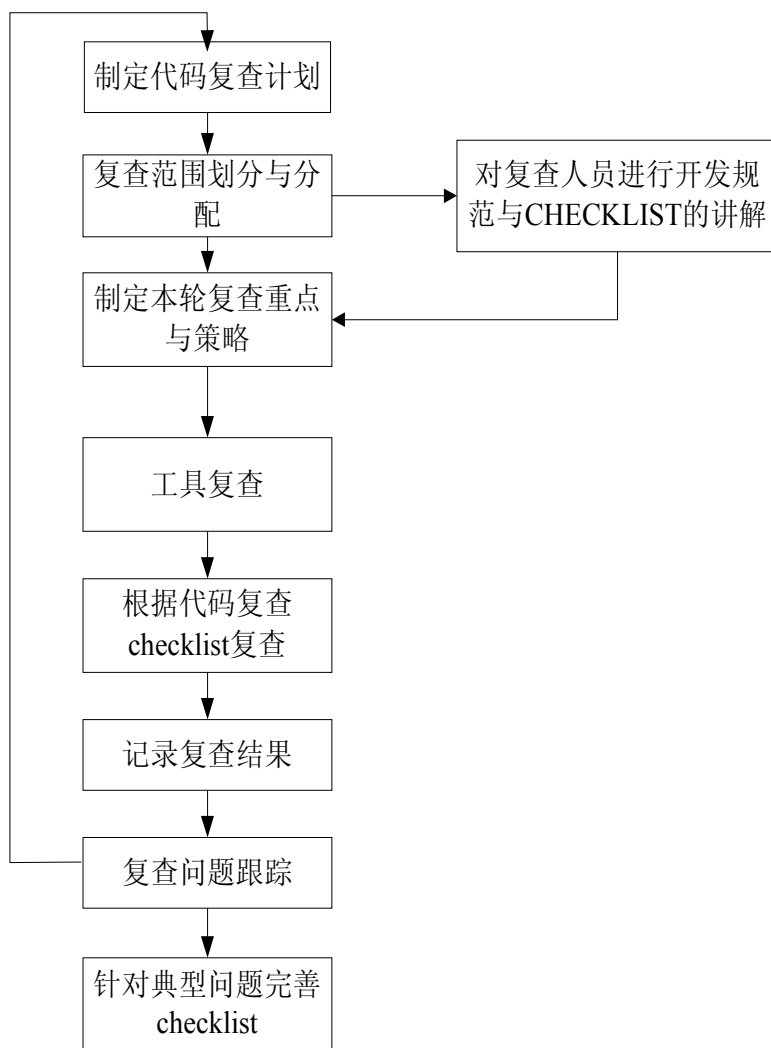 制定代码复查计划
复查范围划分与分
配
对复查人员进行开发规
范与CHECKLIST的讲解
制定本轮复查重点
与策略
工具复查
根据代码复查
checklist复查
记录复查结果
复查问题跟踪
针对典型问题完善
checklist